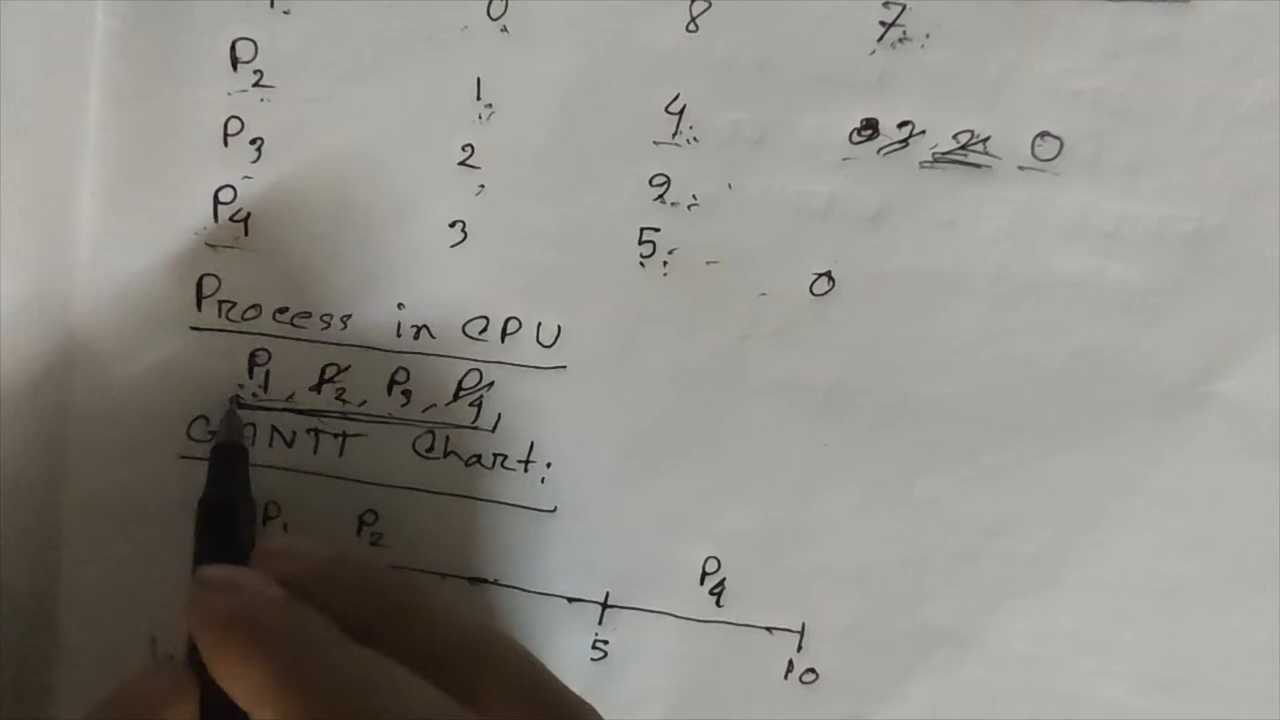 0 8 7
P2 1 4
P3 2 2 0
P4 3 5
0
Process in CPU
P1, P2, P3, P4,
GANTT Chart:
P1 P2 P4
5 10